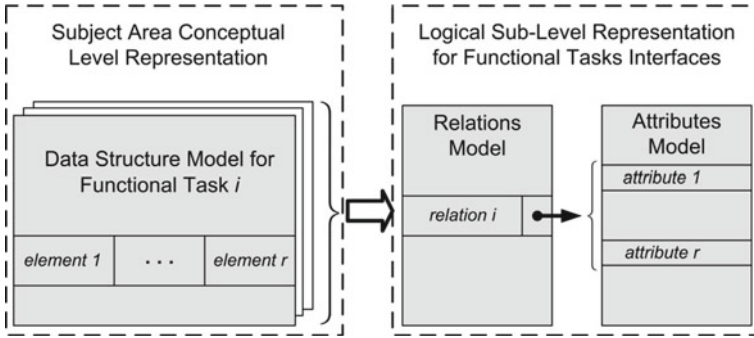 Subject Area Conceptual
Level Representation
Data Structure Model for
Functional Task i
element 1
. . .
element r
Logical Sub-Level Representation
for Functional Tasks Interfaces
Relations
Model
relation i
Attributes
Model
attribute 1
attribute r